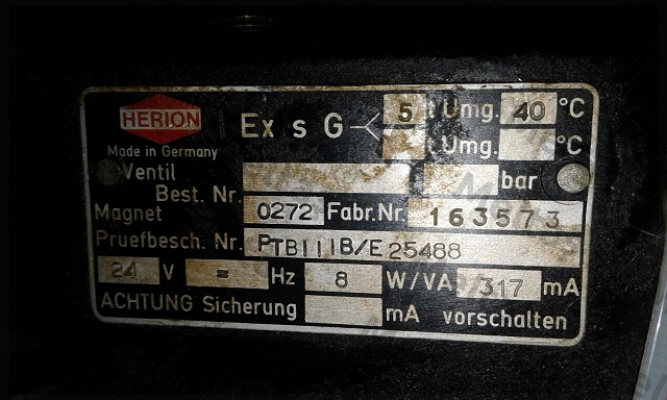 HERION
Ex s G 5 t Umg. 40 °C
t Umg. °C
Made in Germany
Ventil bar
Best. Nr.
Magnet 0272 Fabr.Nr. 163573
Pruefbesch. Nr. PTB III B/E 25488
24 V = Hz 8 W/VA 317 mA
ACHTUNG Sicherung mA vorschalten